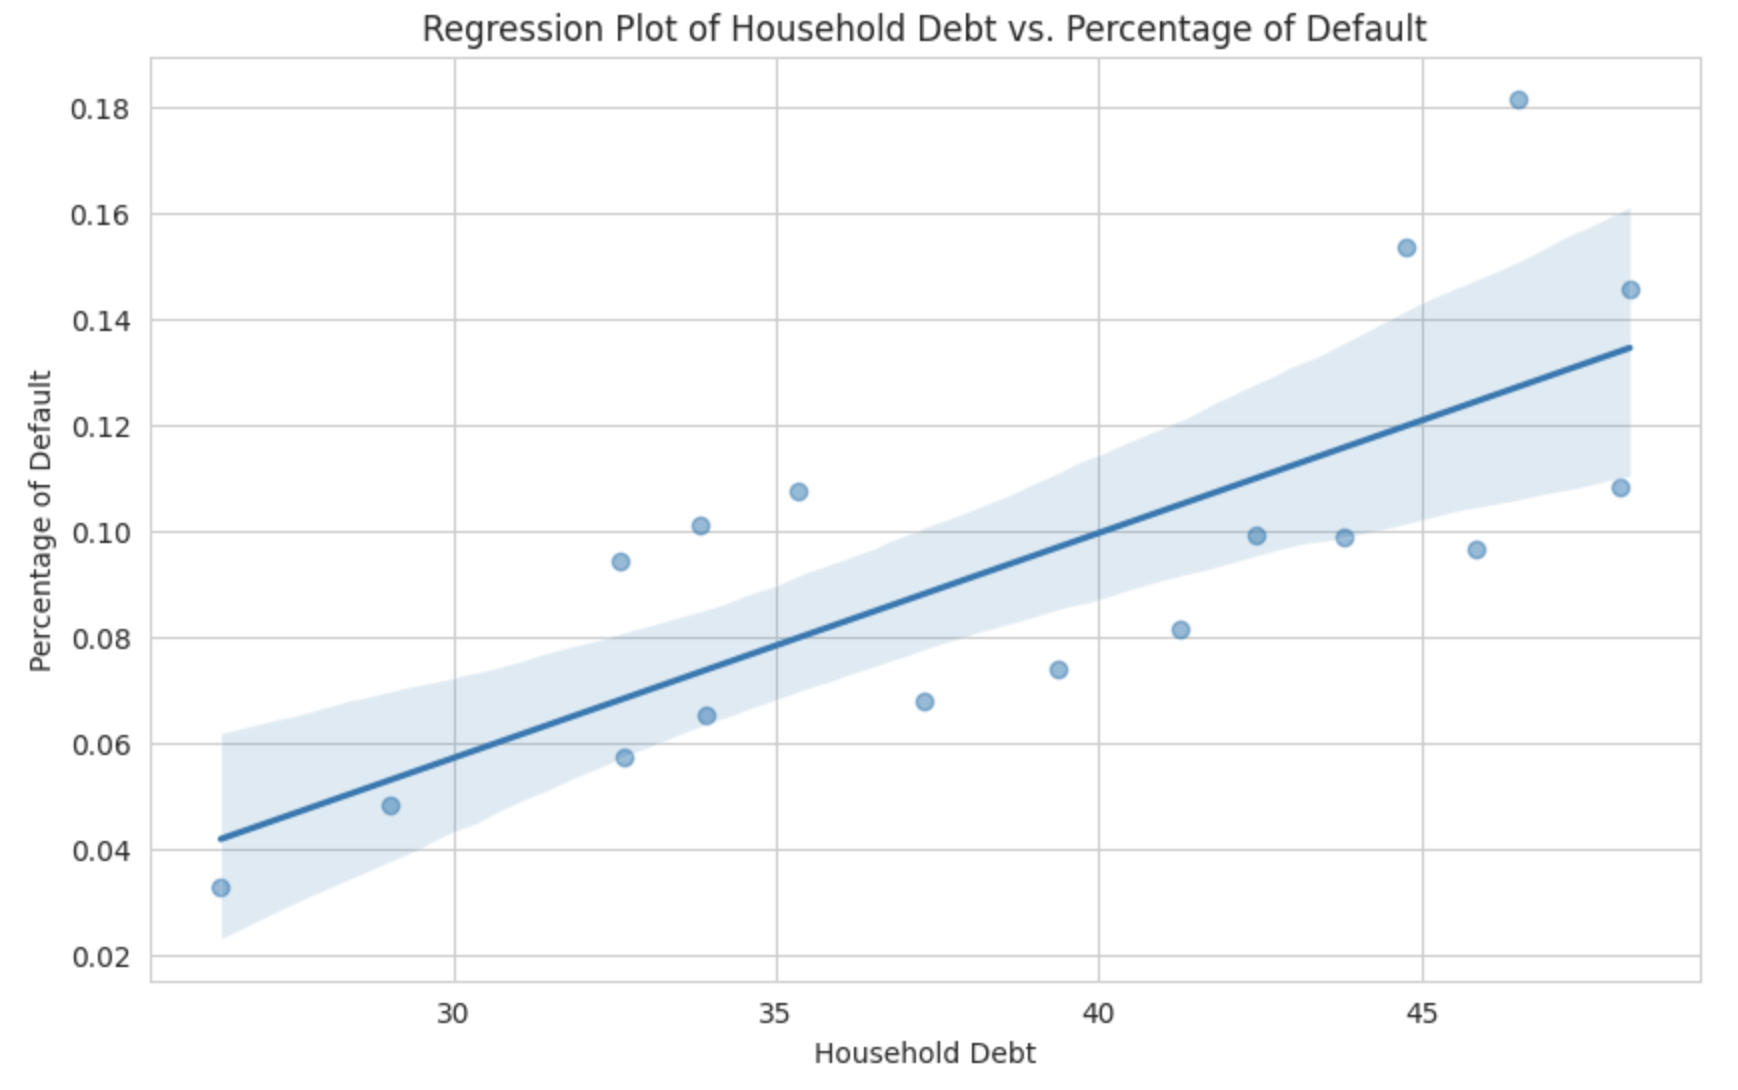 Regression Plot of Household Debt vs. Percentage of Default
0.18
0.16
0.14
0.12
0.10
0.08
0.06
0.04
0.02
Percentage of Default
30 35 40 45
Household Debt